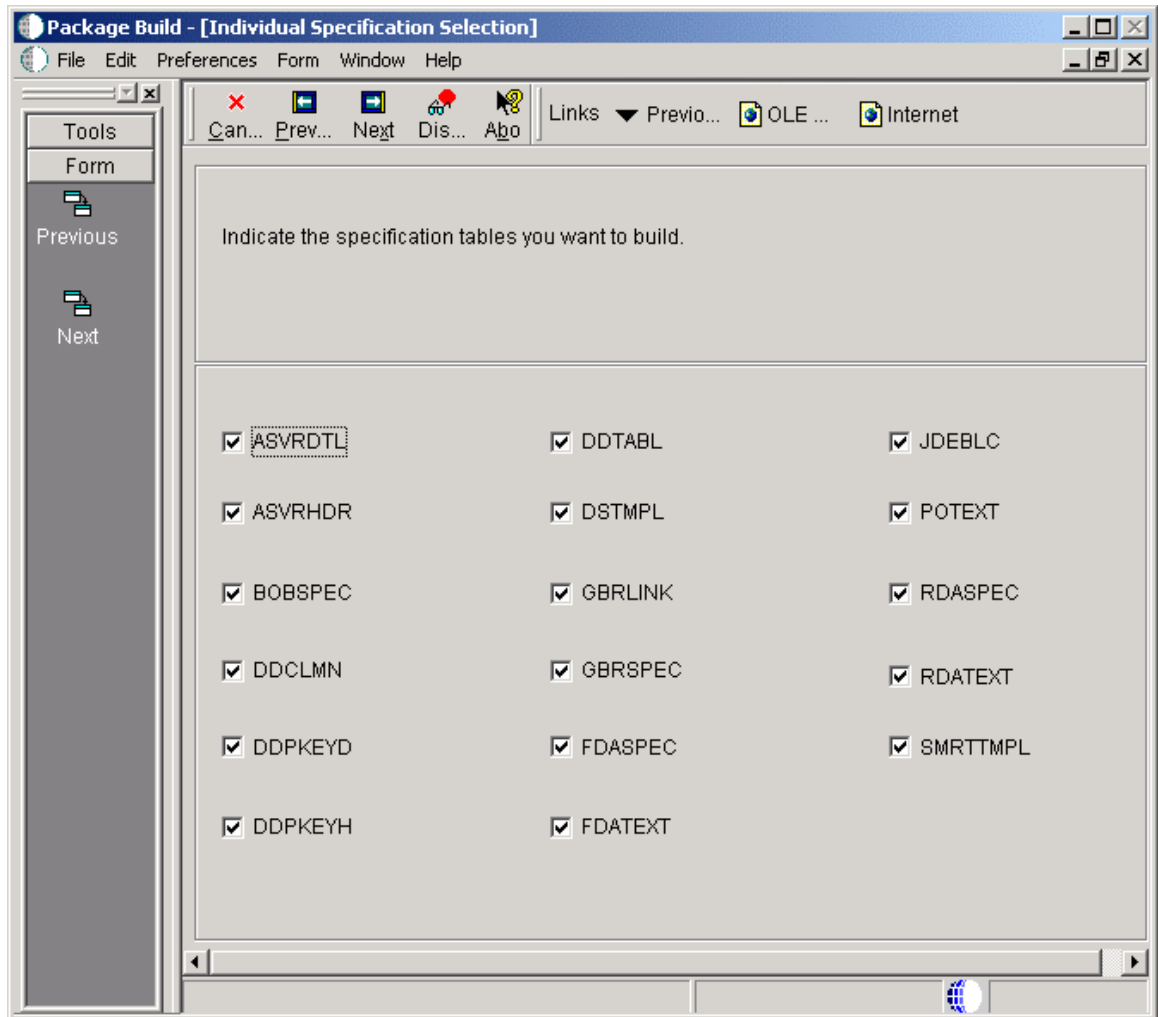 Package Build - [Individual Specification Selection]
File Edit Preferences Form Window Help
Tools
Form
Previous
Next
Can... Prev... Next Dis... Abo
Links Previo... OLE ... Internet
Indicate the specification tables you want to build.
ASVRDTL DDTABL JDEBLC
ASVRHDR DSTMPL POTEXT
BOBSPEC GBRLINK RDASPEC
DDCLMN GBRSPEC RDATEXT
DDPKEYD FDASPEC SMRTTMPL
DDPKEYH FDATEXT